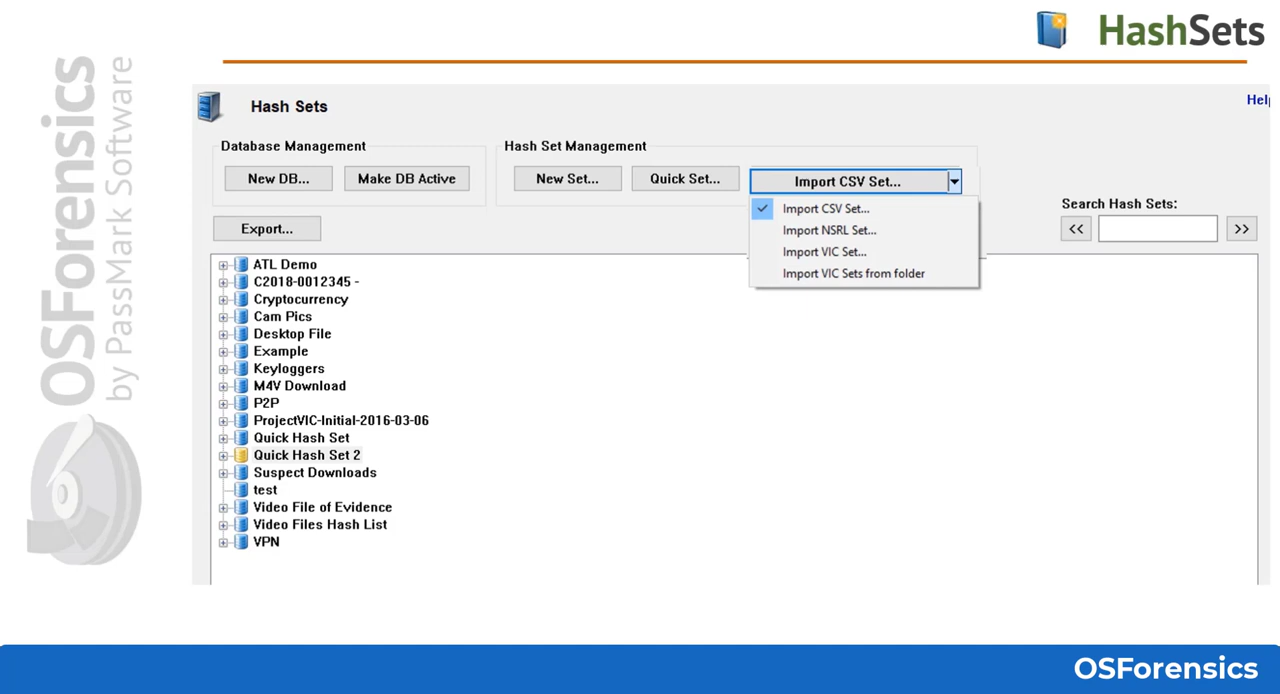 HashSets
OSForensics
by PassMark Software
Hash Sets
Help
Database Management
Hash Set Management
New DB...
Make DB Active
New Set...
Quick Set...
Import CSV Set...
Import CSV Set...
Import NSRL Set...
Import VIC Set...
Import VIC Sets from folder
Search Hash Sets:
<<
>>
Export...
ATL Demo
C2018-0012345 -
Cryptocurrency
Cam Pics
Desktop File
Example
Keyloggers
M4V Download
P2P
ProjectVIC-Initial-2016-03-06
Quick Hash Set
Quick Hash Set 2
Suspect Downloads
test
Video File of Evidence
Video Files Hash List
VPN
OSForensics